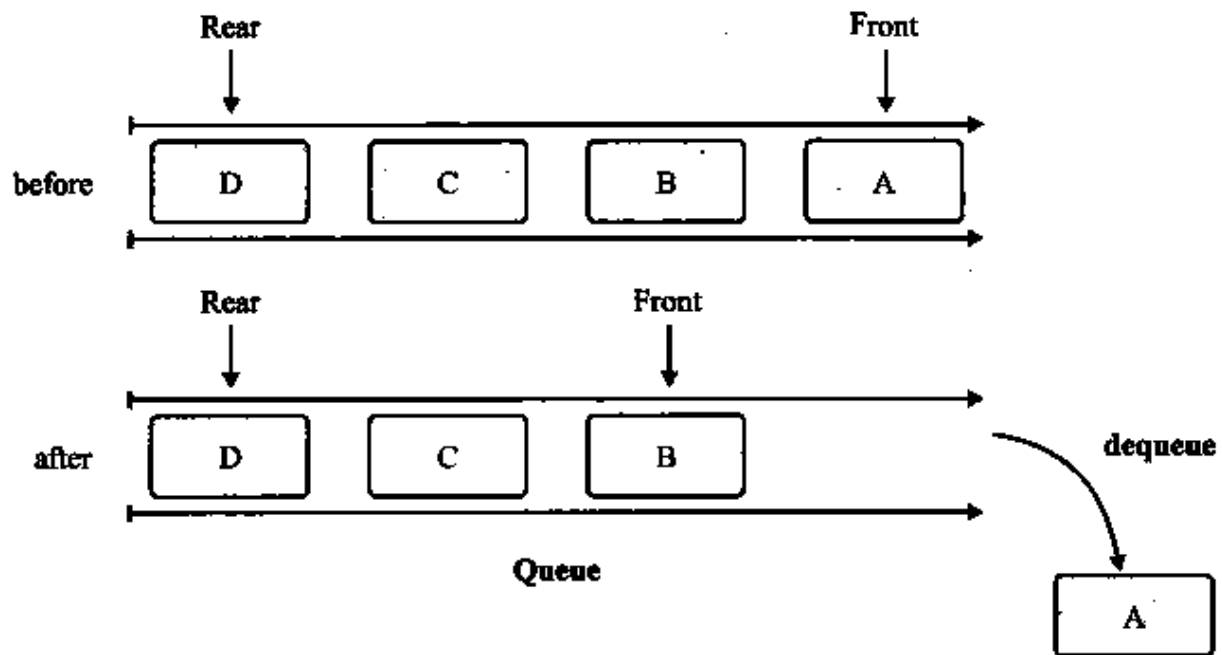 Rear Front
before D C B A
Rear Front
after D C B dequeue
Queue
A